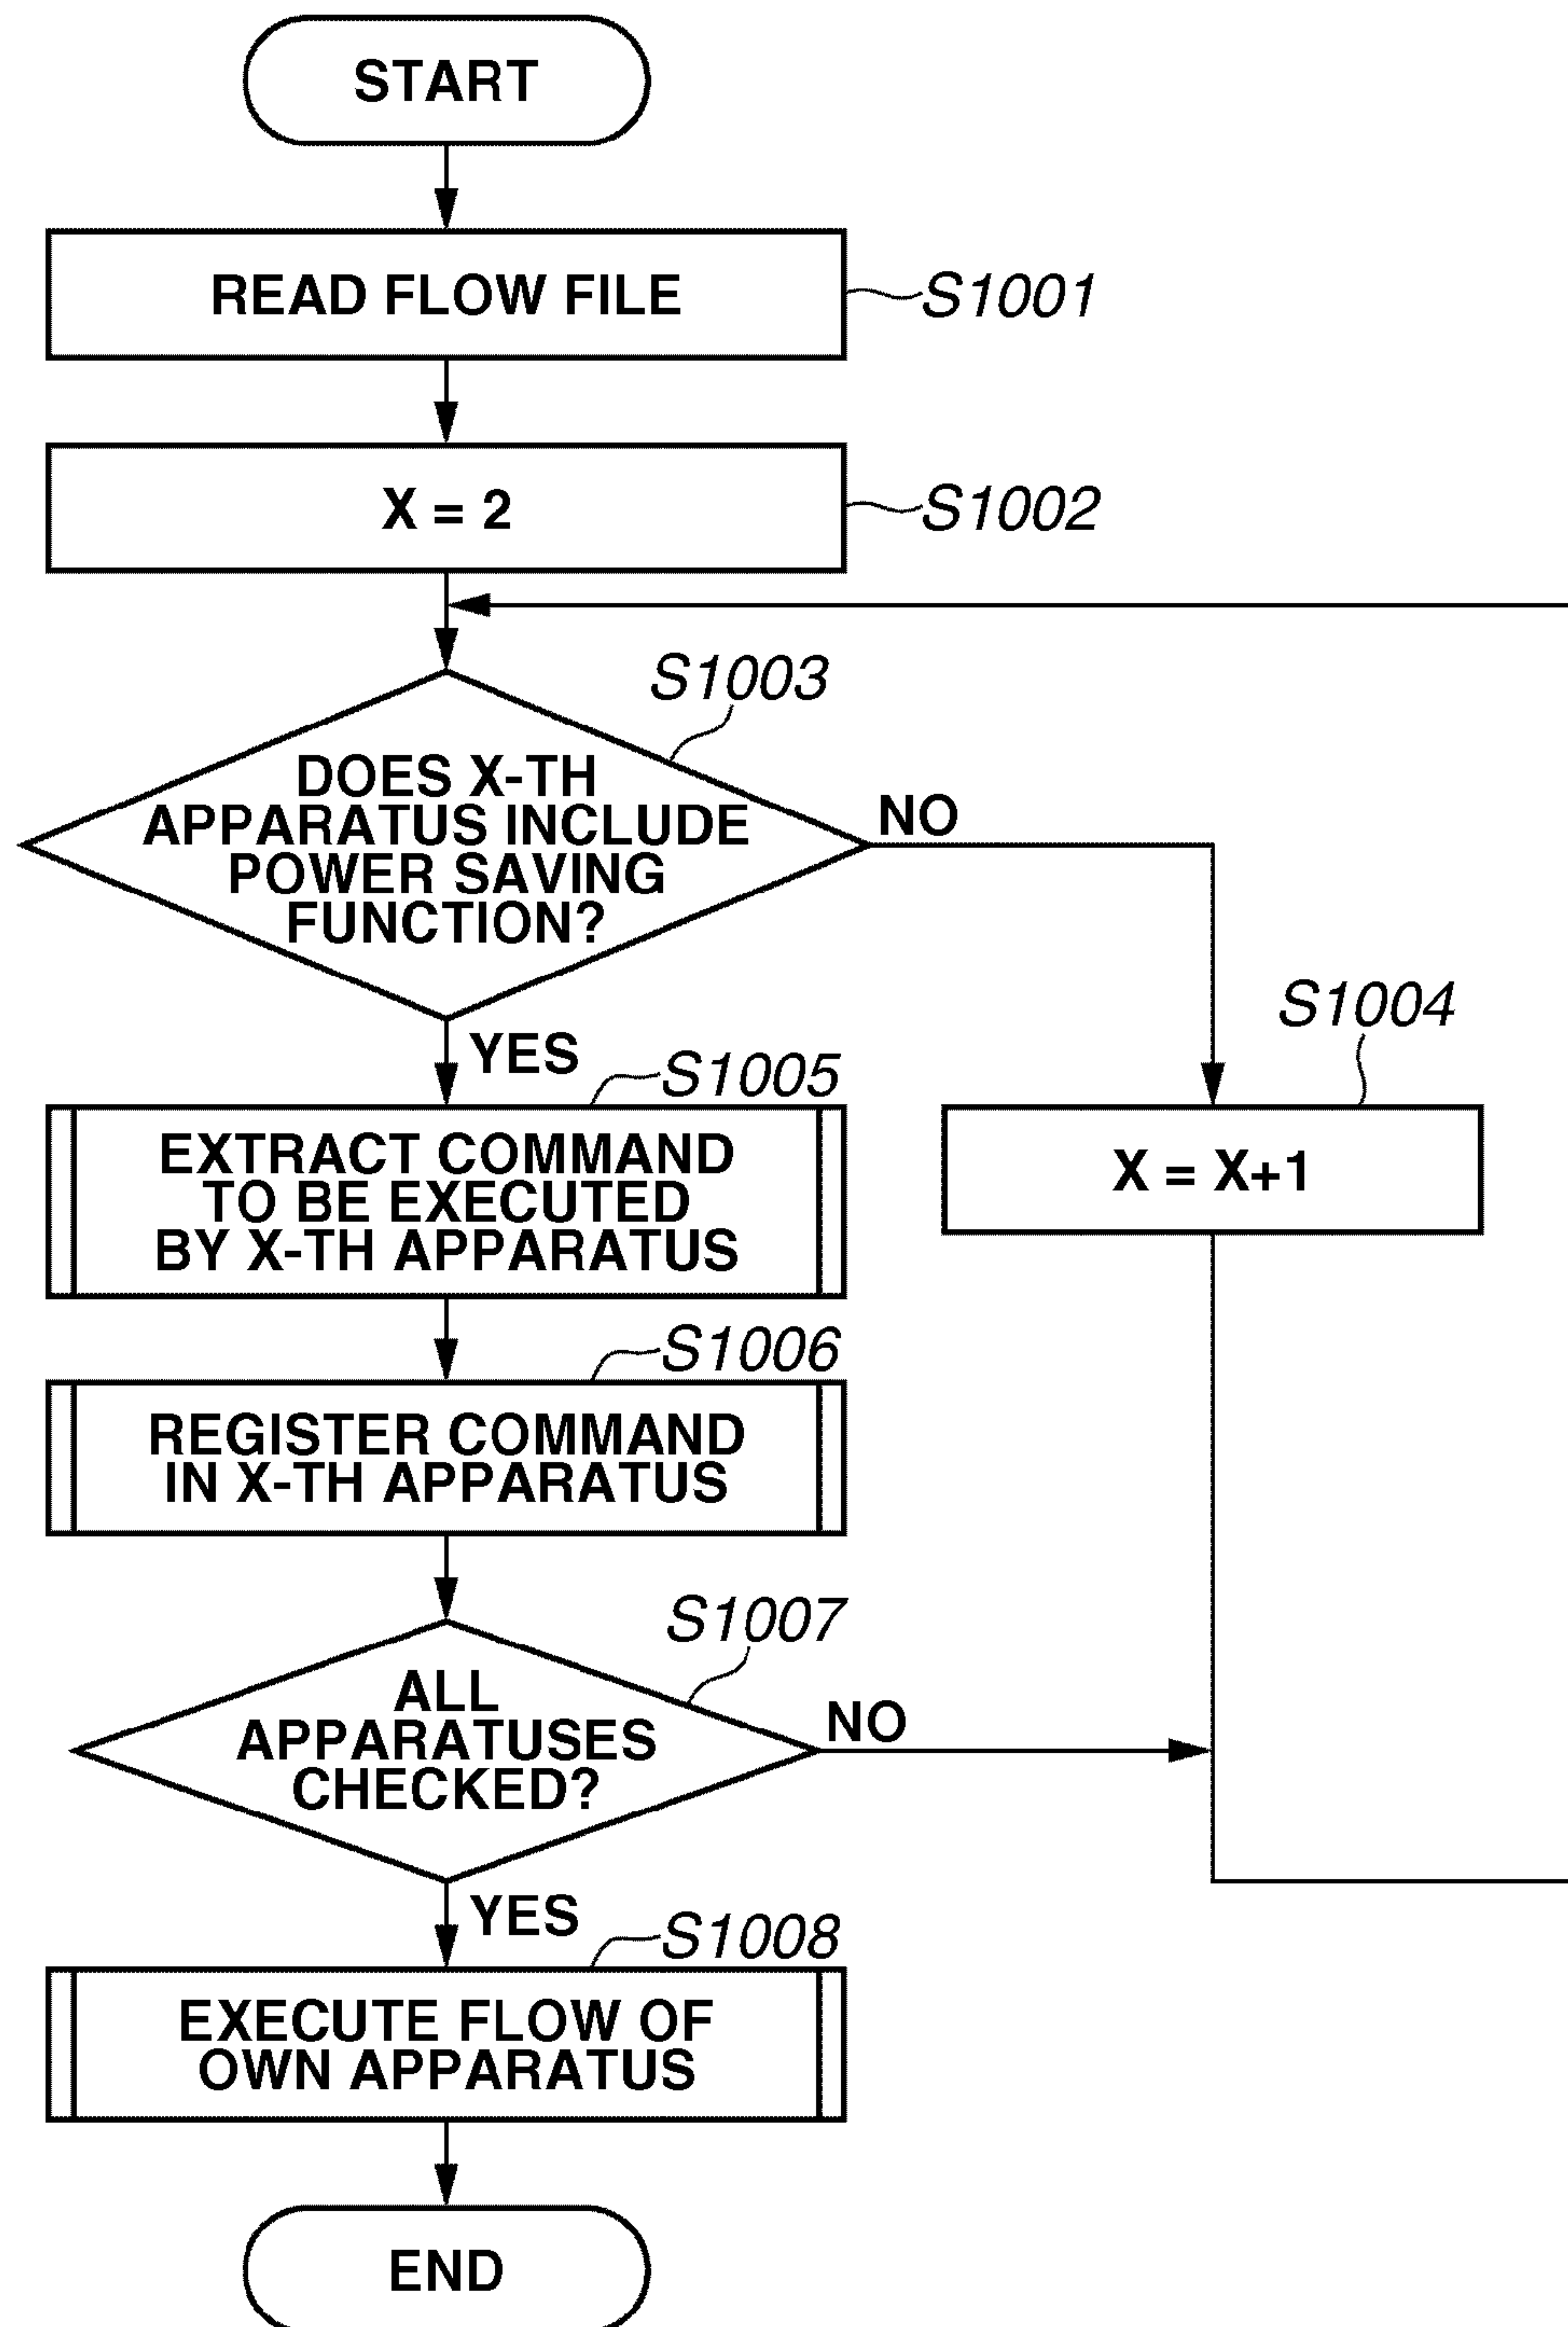 START
READ FLOW FILE
S1001
X = 2
S1002
S1003
DOES X-TH
APPARATUS INCLUDE
POWER SAVING
FUNCTION?
NO
YES
S1004
X = X+1
S1005
EXTRACT COMMAND
TO BE EXECUTED
BY X-TH APPARATUS
S1006
REGISTER COMMAND
IN X-TH APPARATUS
S1007
ALL
APPARATUSES
CHECKED?
NO
YES
S1008
EXECUTE FLOW OF
OWN APPARATUS
END